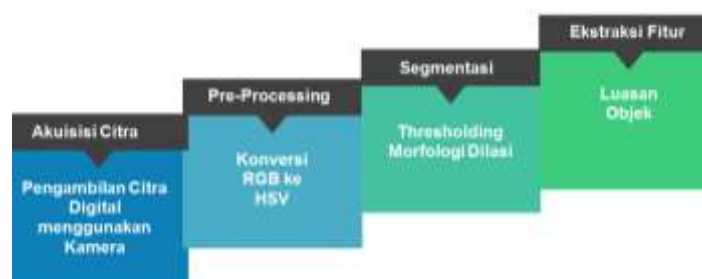 Akuisisi Citra
Pengambilan Citra
Digital
menggunakan
Kamera
Pre-Processing
Konversi
RGB ke
HSV
Segmentasi
Thresholding
Morfologi Dilasi
Ekstraksi Fitur
Luasan
Objek